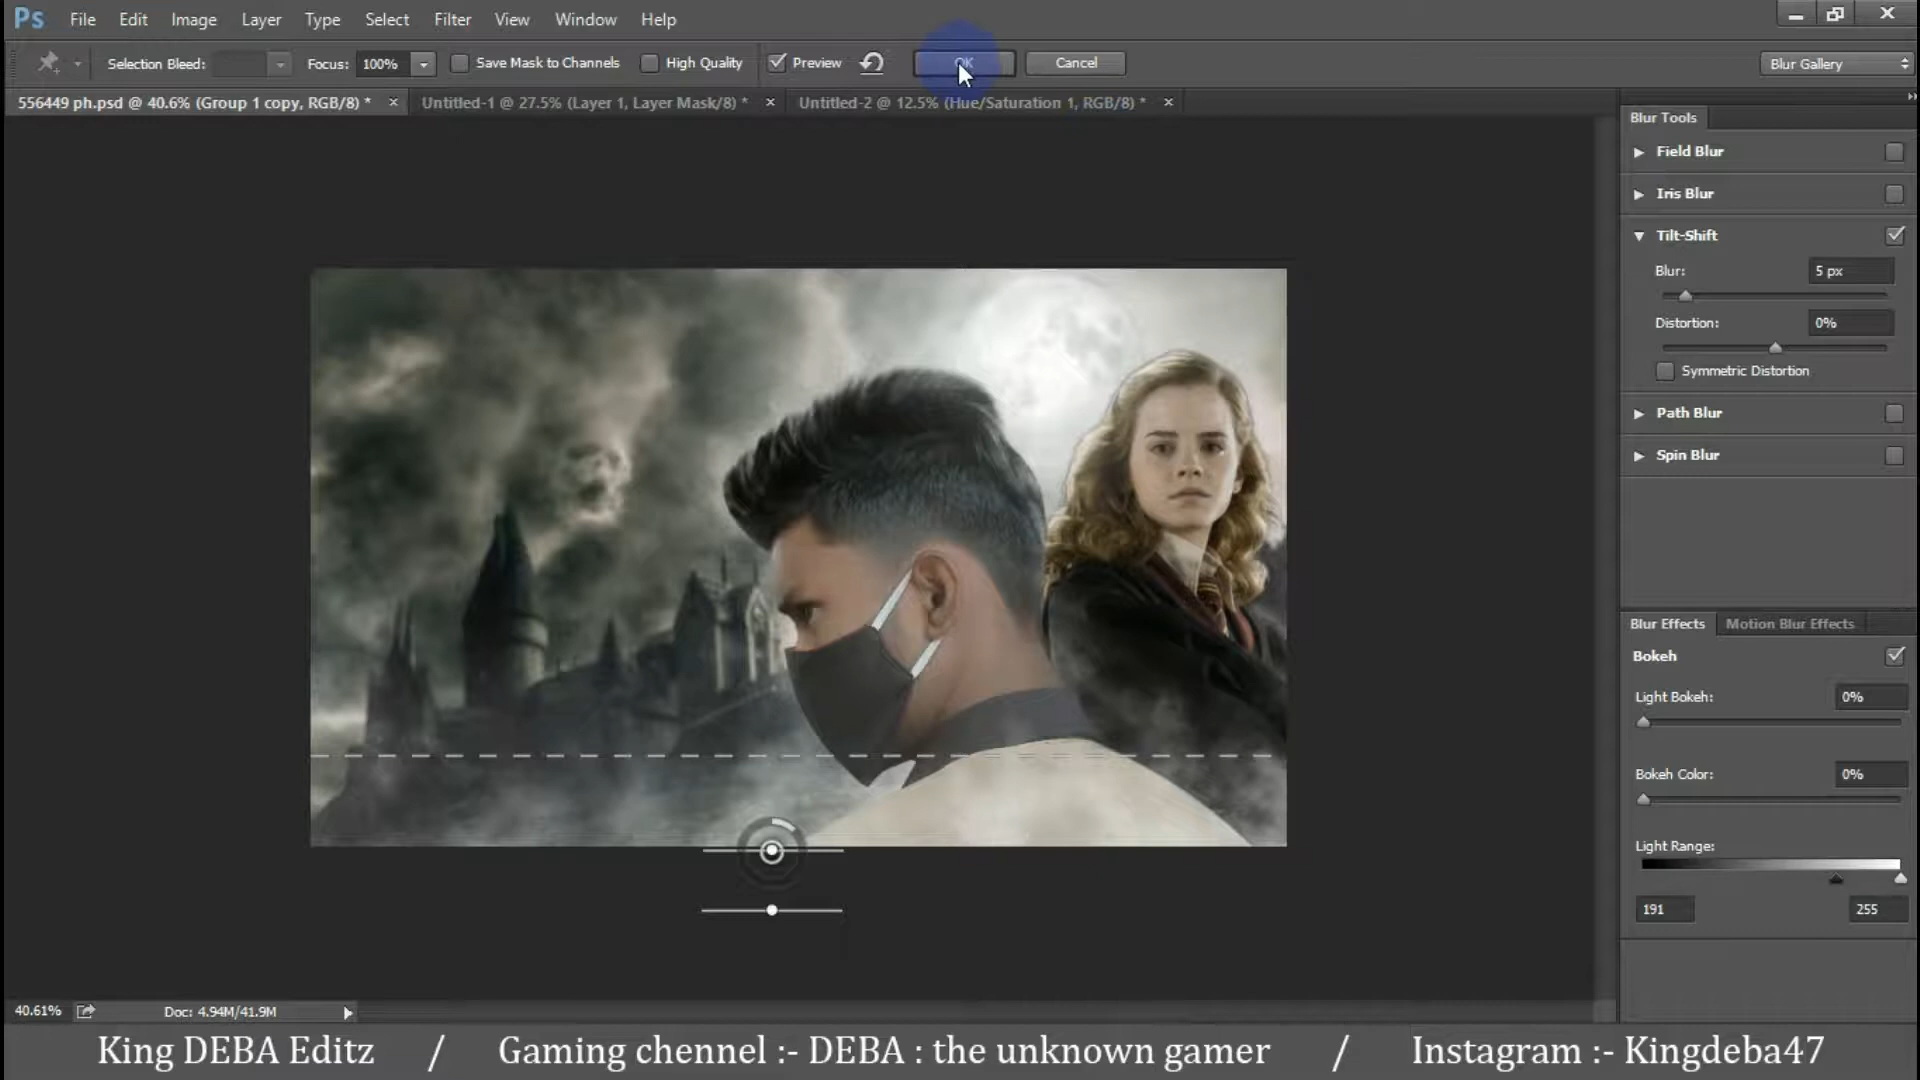 Ps File Edit Image Layer Type Select Filter View Window Help
Selection Bleed: Focus: 100% Save Mask to Channels High Quality Preview OK Cancel Blur Gallery
556449 ph.psd @ 40.6% (Group 1 copy, RGB/8) * Untitled-1 @ 27.5% (Layer 1, Layer Mask/8) * Untitled-2 @ 12.5% (Hue/Saturation 1, RGB/8) *
Blur Tools
Field Blur
Iris Blur
Tilt-Shift
Blur: 5 px
Distortion: 0%
Symmetric Distortion
Path Blur
Spin Blur
Blur Effects Motion Blur Effects
Bokeh
Light Bokeh: 0%
Bokeh Color: 0%
Light Range:
191 255
40.61% Doc: 4.94M/41.9M
King DEBA Editz / Gaming chennel :- DEBA : the unknown gamer / Instagram :- Kingdeba47